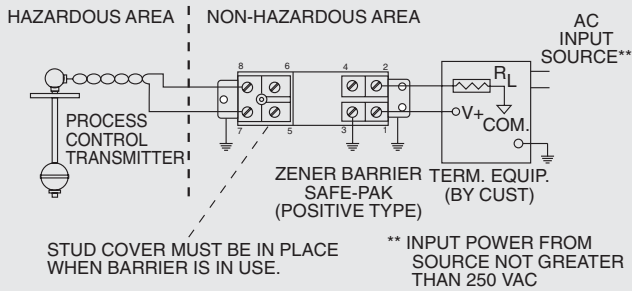 HAZARDOUS AREA
NON-HAZARDOUS AREA
AC
INPUT
SOURCE**
8
6
4
2
RL
V+
COM.
7
5
3
1
PROCESS
CONTROL
TRANSMITTER
ZENER BARRIER
SAFE-PAK
(POSITIVE TYPE)
TERM. EQUIP.
(BY CUST)
STUD COVER MUST BE IN PLACE
WHEN BARRIER IS IN USE.
** INPUT POWER FROM
SOURCE NOT GREATER
THAN 250 VAC